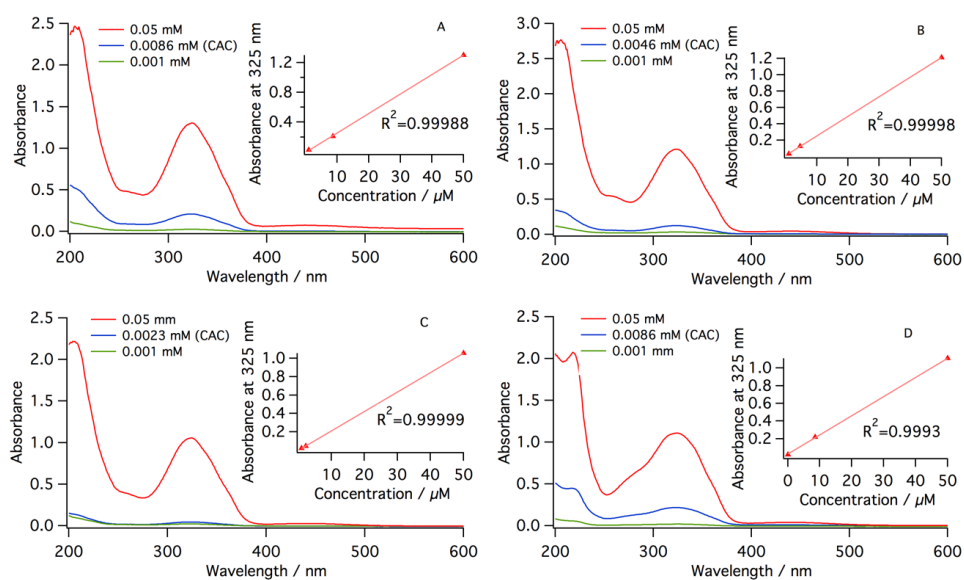 A
0.05 mM
0.0086 mM (CAC)
0.001 mM
Absorbance
2.5
2.0
1.5
1.0
0.5
0.0
200
300
400
500
600
Wavelength / nm
Absorbance at 325 nm
1.2
0.8
0.4
R2=0.99988
10
20
30
40
50
Concentration / µM
B
0.05 mM
0.0046 mM (CAC)
0.001 mM
Absorbance
3.0
2.5
2.0
1.5
1.0
0.5
0.0
200
300
400
500
600
Wavelength / nm
Absorbance at 325 nm
1.2
1.0
0.8
0.6
0.4
0.2
R2=0.99998
10
20
30
40
50
Concentration / µM
C
0.05 mm
0.0023 mM (CAC)
0.001 mM
Absorbance
2.5
2.0
1.5
1.0
0.5
0.0
200
300
400
500
600
Wavelength / nm
Absorbance at 325 nm
1.0
0.8
0.6
0.4
0.2
R2=0.99999
0
10
20
30
40
50
Concentration / µM
D
0.05 mM
0.0086 mM (CAC)
0.001 mm
Absorbance
2.5
2.0
1.5
1.0
0.5
0.0
200
300
400
500
600
Wavelength / nm
Absorbance at 325 nm
1.0
0.8
0.6
0.4
0.2
R2=0.9993
0
10
20
30
40
50
Concentration / µM